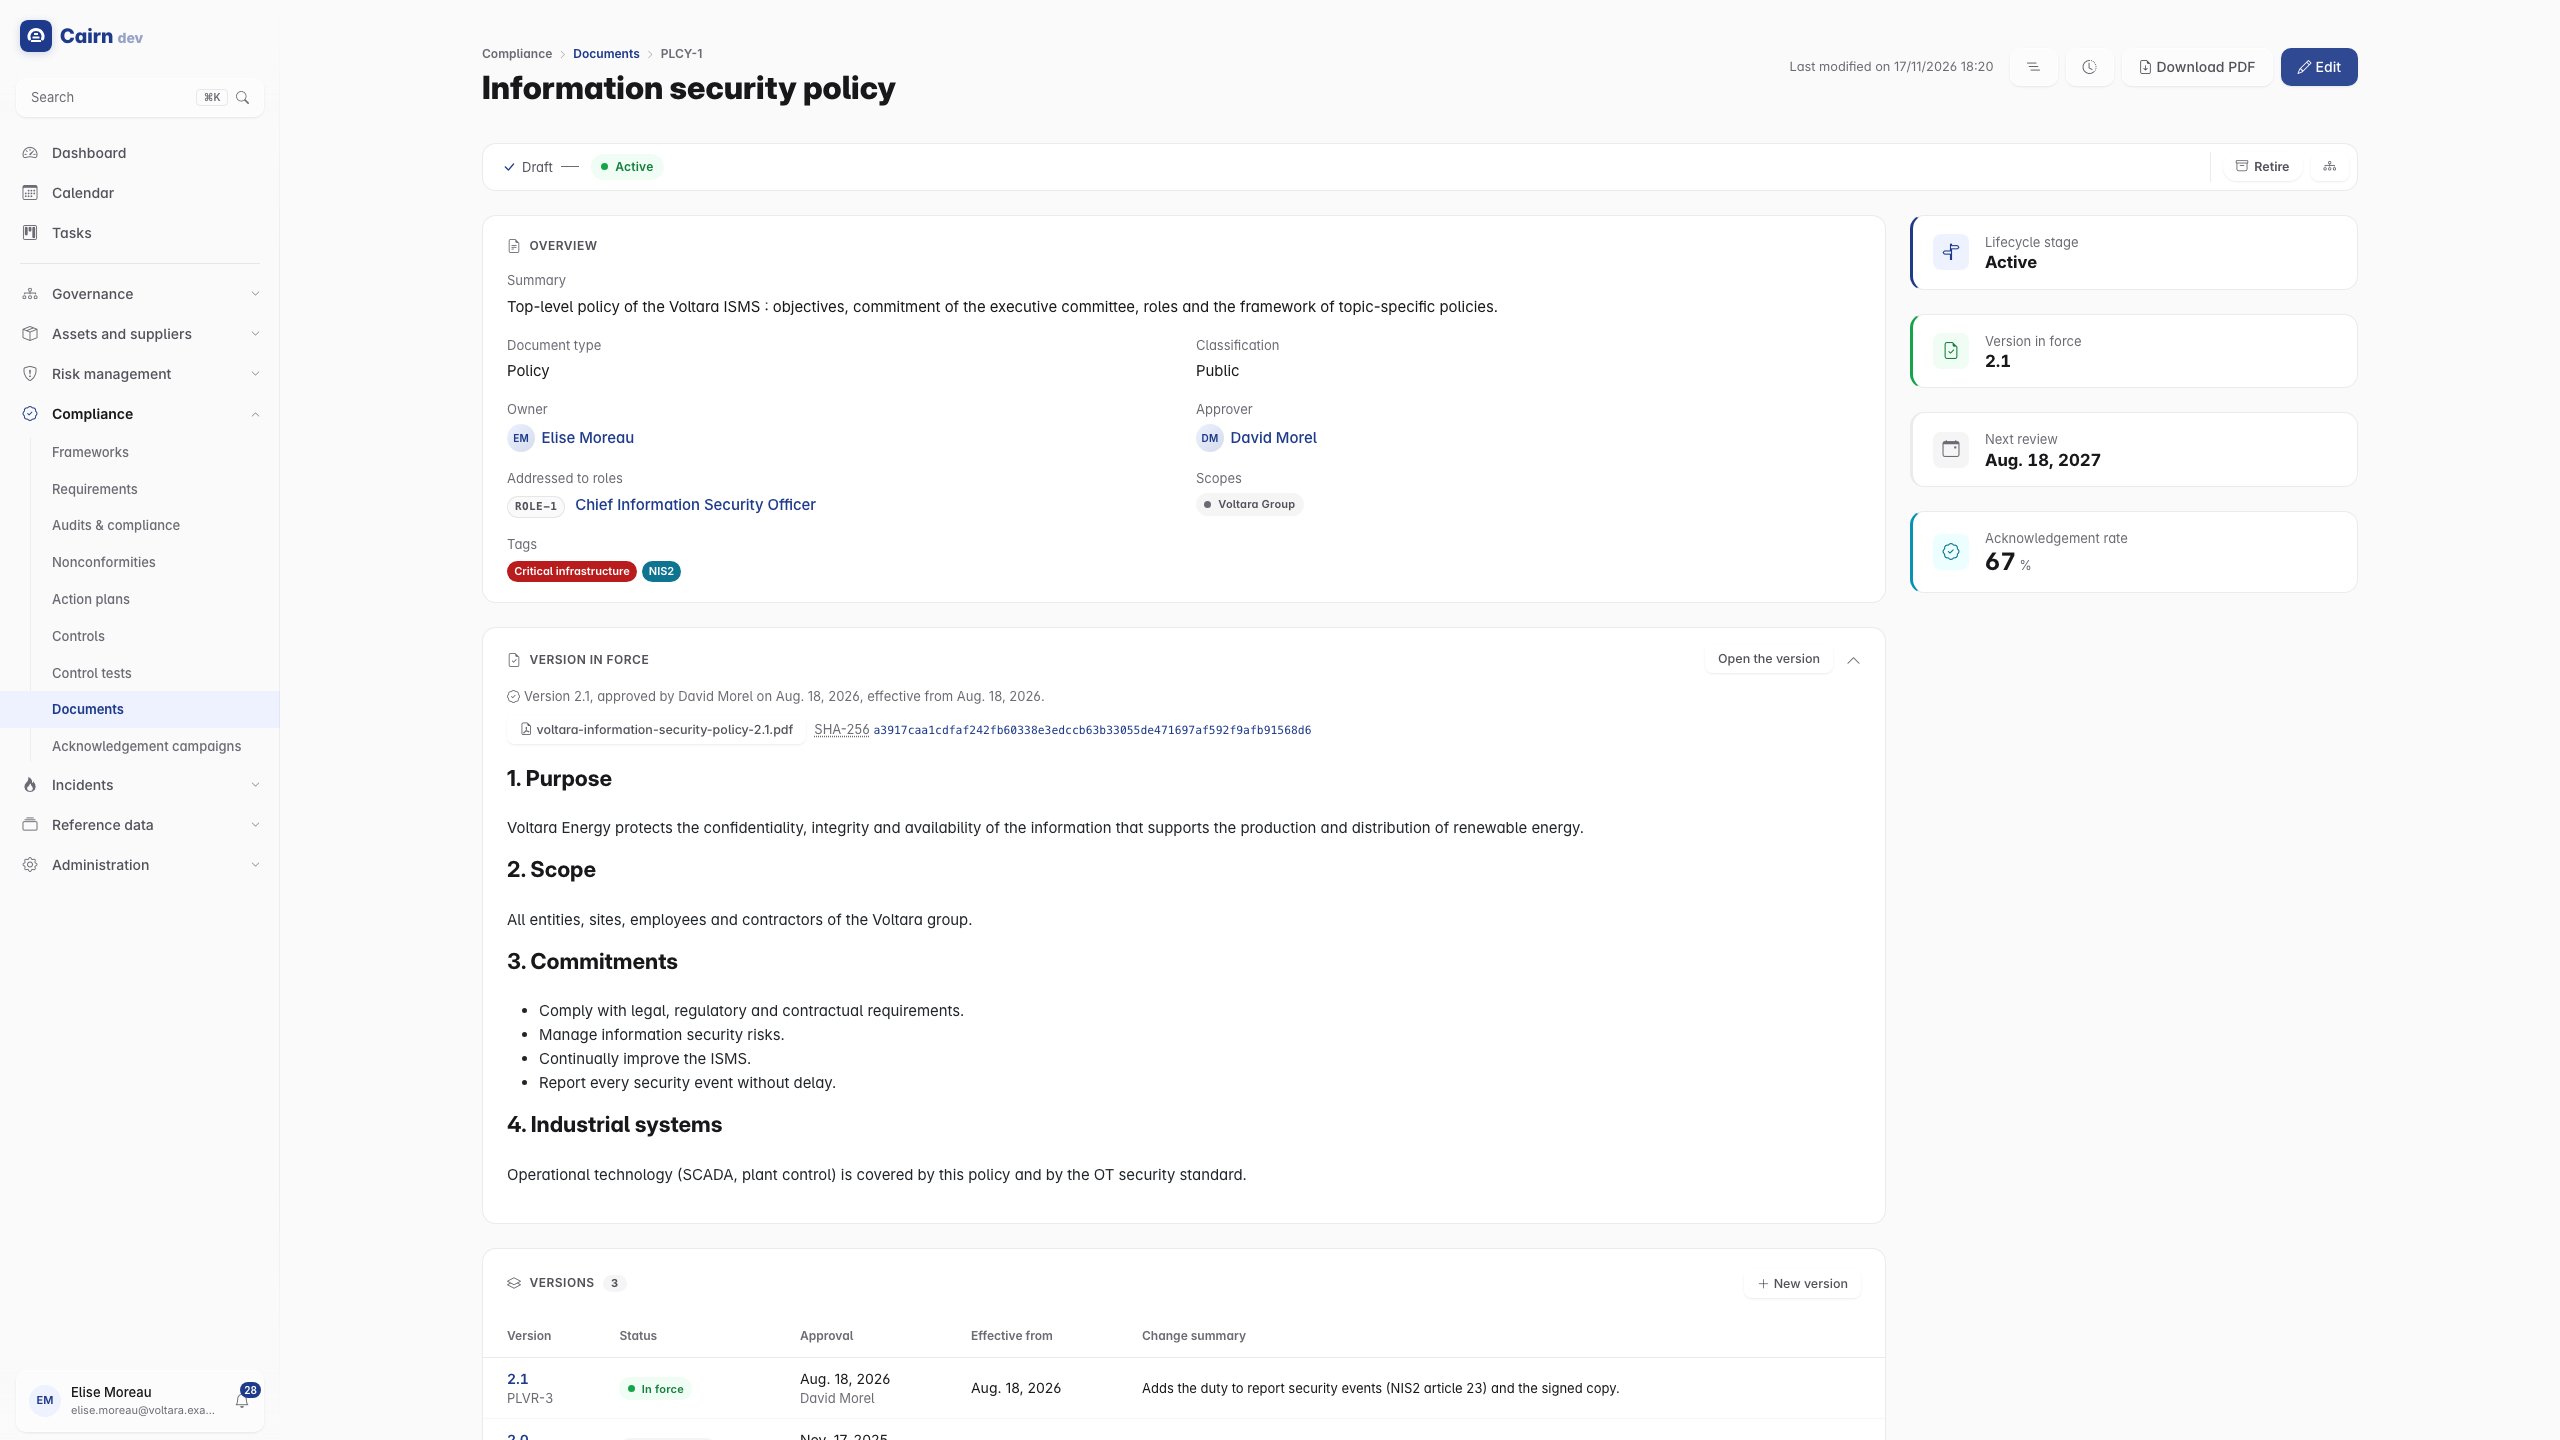 Cairn dev
Search ⌘K
Dashboard
Calendar
Tasks
Governance
Assets and suppliers
Risk management
Compliance
Frameworks
Requirements
Audits & compliance
Nonconformities
Action plans
Controls
Control tests
Documents
Acknowledgement campaigns
Incidents
Reference data
Administration
EM
Elise Moreau
elise.moreau@voltara.exa...
28
Compliance > Documents > PLCY-1
Information security policy
Last modified on 17/11/2026 18:20
Download PDF
Edit
Draft — Active
Retire
OVERVIEW
Summary
Top-level policy of the Voltara ISMS : objectives, commitment of the executive committee, roles and the framework of topic-specific policies.
Document type
Policy
Classification
Public
Owner
EM Elise Moreau
Approver
DM David Morel
Addressed to roles
ROLE-1 Chief Information Security Officer
Scopes
Voltara Group
Tags
Critical infrastructure NIS2
Lifecycle stage
Active
Version in force
2.1
Next review
Aug. 18, 2027
Acknowledgement rate
67 %
VERSION IN FORCE
Open the version
Version 2.1, approved by David Morel on Aug. 18, 2026, effective from Aug. 18, 2026.
voltara-information-security-policy-2.1.pdf SHA-256 a3917caa1cdfaf242fb60338e3edccb63b33055de471697af592f9afb91568d6
1. Purpose
Voltara Energy protects the confidentiality, integrity and availability of the information that supports the production and distribution of renewable energy.
2. Scope
All entities, sites, employees and contractors of the Voltara group.
3. Commitments
• Comply with legal, regulatory and contractual requirements.
• Manage information security risks.
• Continually improve the ISMS.
• Report every security event without delay.
4. Industrial systems
Operational technology (SCADA, plant control) is covered by this policy and by the OT security standard.
VERSIONS 3
+ New version
Version Status Approval Effective from Change summary
2.1 In force Aug. 18, 2026 Aug. 18, 2026 Adds the duty to report security events (NIS2 article 23) and the signed copy.
PLVR-3 David Morel
2.0 Nov. 17, 2025